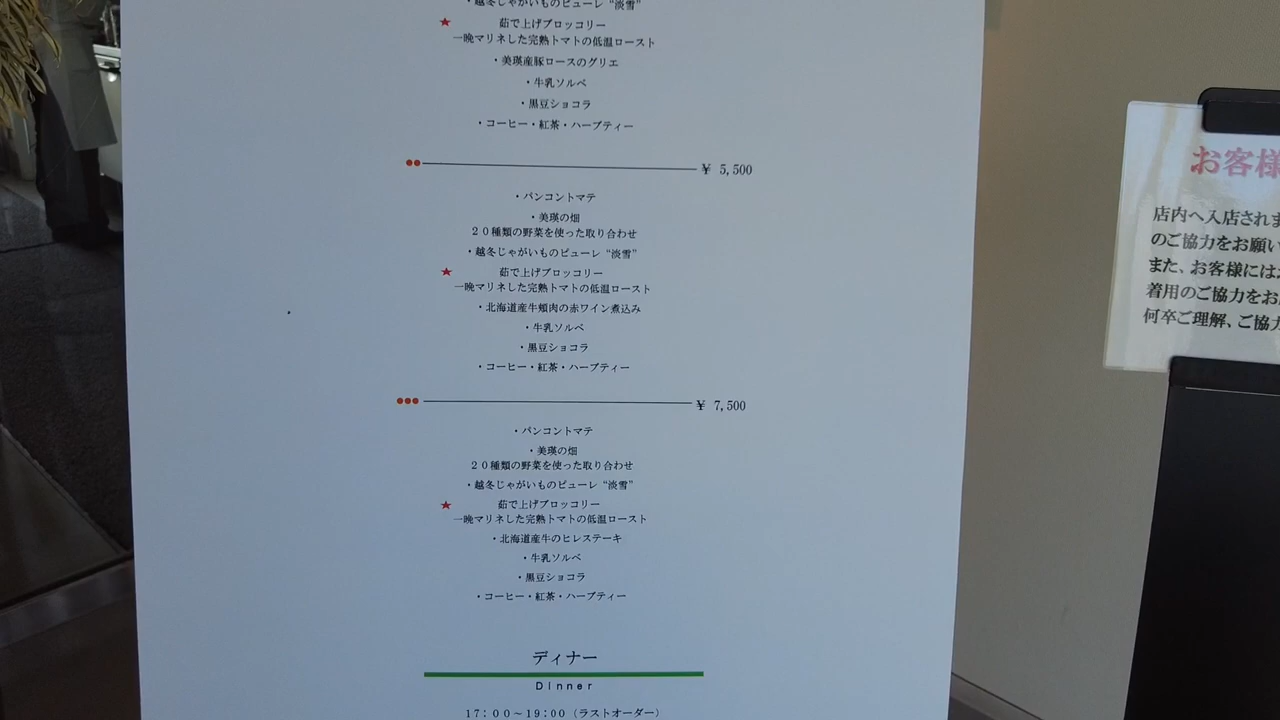 ・越冬じゃがいものピューレ “淡雪”
★ 茹で上げブロッコリー
一晩マリネした完熟トマトの低温ロースト
・美瑛産豚ロースのグリエ
・牛乳ソルベ
・黒豆ショコラ
・コーヒー・紅茶・ハーブティー
●● ¥ 5,500
・パンコントマテ
・美瑛の畑
２０種類の野菜を使った取り合わせ
・越冬じゃがいものピューレ “淡雪”
★ 茹で上げブロッコリー
一晩マリネした完熟トマトの低温ロースト
・北海道産牛頬肉の赤ワイン煮込み
・牛乳ソルベ
・黒豆ショコラ
・コーヒー・紅茶・ハーブティー
●●● ¥ 7,500
・パンコントマテ
・美瑛の畑
２０種類の野菜を使った取り合わせ
・越冬じゃがいものピューレ “淡雪”
★ 茹で上げブロッコリー
一晩マリネした完熟トマトの低温ロースト
・北海道産牛のヒレステーキ
・牛乳ソルベ
・黒豆ショコラ
・コーヒー・紅茶・ハーブティー
ディナー
Dinner
17：00～19：00（ラストオーダー）
お客様
店内へ入店されま
のご協力をお願い
また、お客様には
着用のご協力をお
何卒ご理解、ご協力